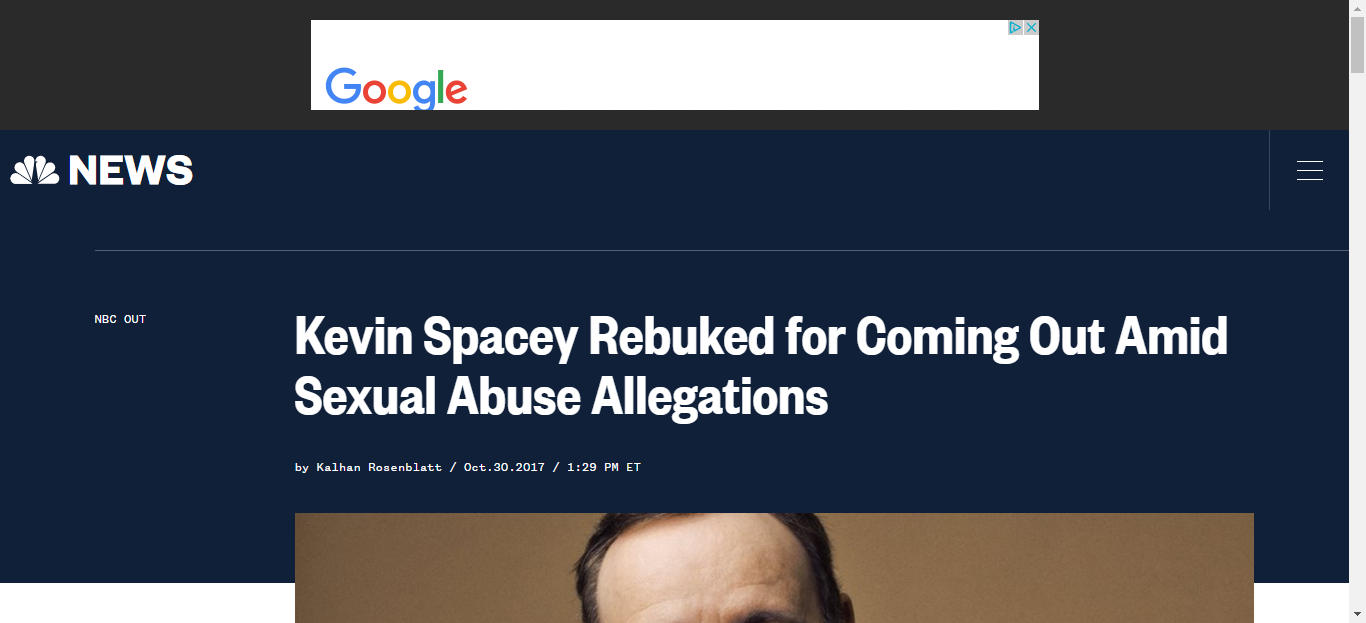 Google
NEWS
NBC OUT
Kevin Spacey Rebuked for Coming Out Amid
Sexual Abuse Allegations
by Kalhan Rosenblatt / Oct.30.2017 / 1:29 PM ET